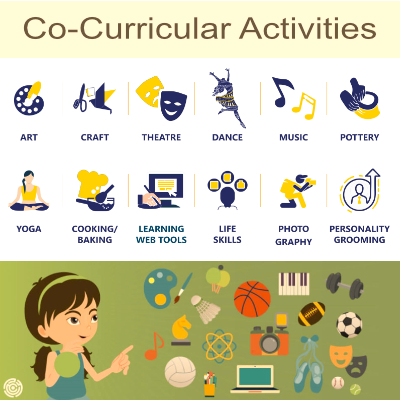 Co-Curricular Activities
ART CRAFT THEATRE DANCE MUSIC POTTERY
YOGA COOKING/ LEARNING LIFE PHOTO PERSONALITY
BAKING WEB TOOLS SKILLS GRAPHY GROOMING